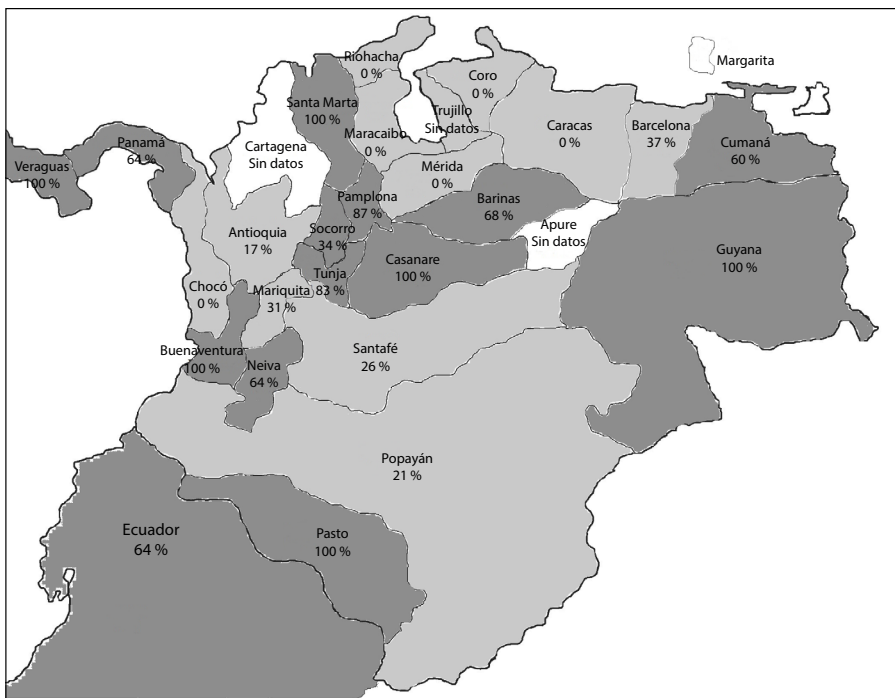 Riohacha
0 %
Coro
0 %
Margarita
Santa Marta
100 %
Trujillo
Sin datos
Maracaibo
0 %
Caracas
0 %
Barcelona
37 %
Cumaná
60 %
Panamá
64 %
Veraguas
100 %
Cartagena
Sin datos
Mérida
0 %
Pamplona
87 %
Barinas
68 %
Apure
Sin datos
Antioquia
17 %
Socorro
34 %
Casanare
100 %
Guyana
100 %
Tunja
83 %
Chocó
0 %
Mariquita
31 %
Buenaventura
100 %
Neiva
64 %
Santafé
26 %
Popayán
21 %
Ecuador
64 %
Pasto
100 %